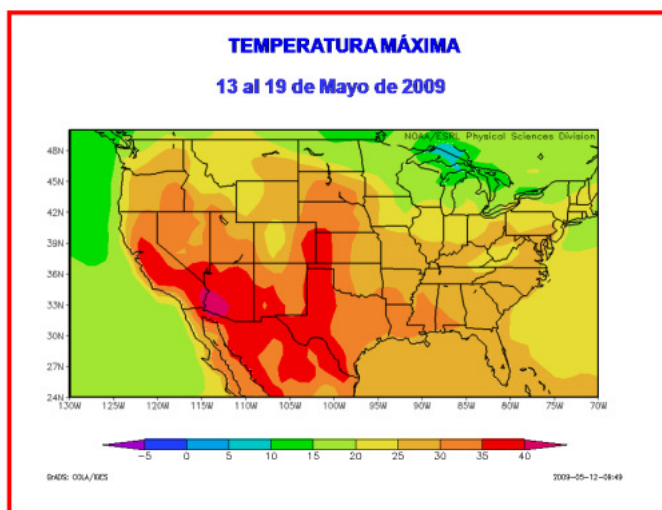 TEMPERATURA MÁXIMA
13 al 19 de Mayo de 2009
NOAA/ESRL Physical Sciences Division
48N
45N
42N
39N
36N
33N
30N
27N
24N
130W 125W 120W 115W 110W 105W 100W 95W 90W 85W 80W 75W 70W
-5 0 5 10 15 20 25 30 35 40
GrADS: COLA/IGES 2009-05-12-08:49